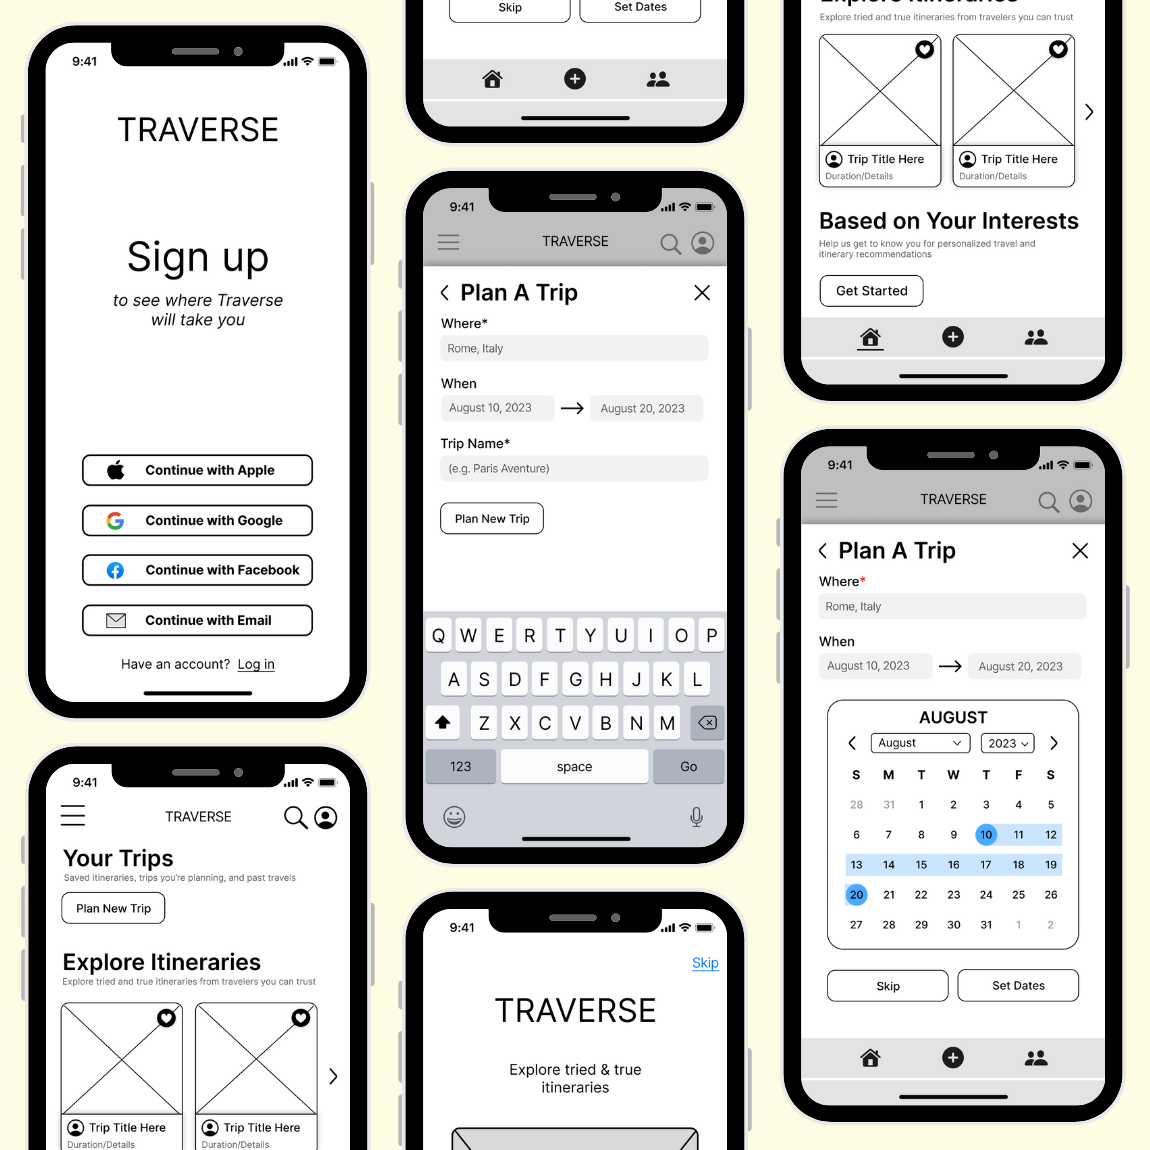 9:41
TRAVERSE
Sign up
to see where Traverse
will take you
Continue with Apple
Continue with Google
Continue with Facebook
Continue with Email
Have an account? Log in
9:41
TRAVERSE
Your Trips
Saved itineraries, trips you're planning, and past travels
Plan New Trip
Explore Itineraries
Explore tried and true itineraries from travelers you can trust
Trip Title Here
Duration/Details
Trip Title Here
Duration/Details
Skip
Set Dates
9:41
TRAVERSE
Plan A Trip
Where*
Rome, Italy
When
August 10, 2023
August 20, 2023
Trip Name*
(e.g. Paris Aventure)
Plan New Trip
Q W E R T Y U I O P
A S D F G H J K L
Z X C V B N M
123 space Go
9:41
Skip
TRAVERSE
Explore tried & true
itineraries
Explore Itineraries
Explore tried and true itineraries from travelers you can trust
Trip Title Here
Duration/Details
Trip Title Here
Duration/Details
Based on Your Interests
Help us get to know you for personalized travel and
itinerary recommendations
Get Started
9:41
TRAVERSE
Plan A Trip
Where*
Rome, Italy
When
August 10, 2023
August 20, 2023
AUGUST
August 2023
S M T W T F S
28 31 1 2 3 4 5
6 7 8 9 10 11 12
13 14 15 16 17 18 19
20 21 22 23 24 25 26
27 28 29 30 31 1 2
Skip
Set Dates